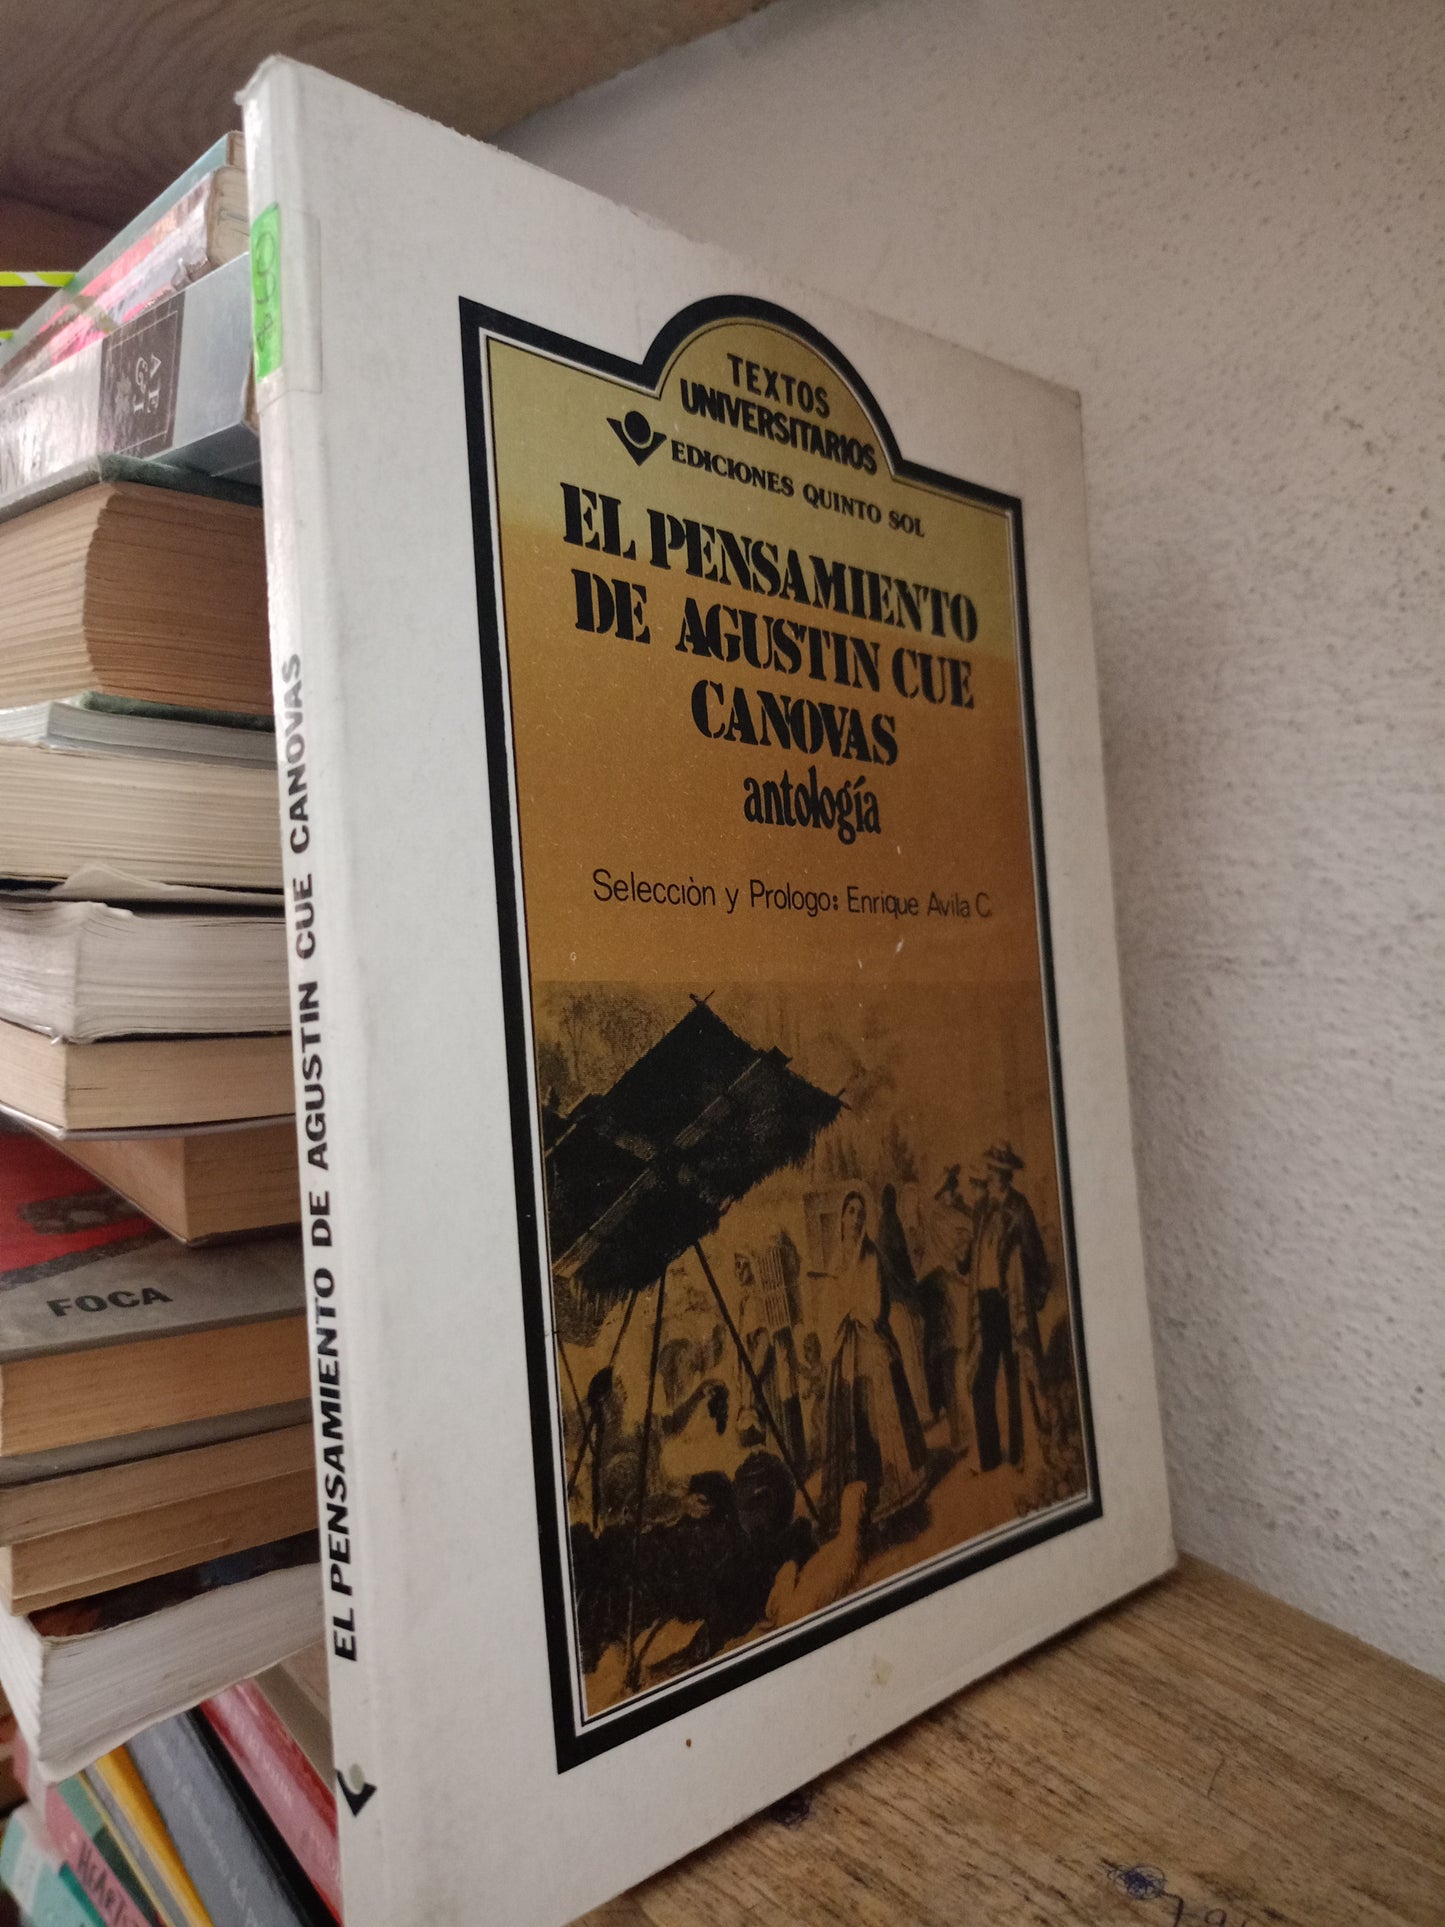 TEXTOS
UNIVERSITARIOS
EDICIONES QUINTO SOL
EL PENSAMIENTO
DE AGUSTIN CUE
CANOVAS
antología
Selecciòn y Prologo: Enrique Avila C.
EL PENSAMIENTO DE AGUSTIN CUE CANOVAS
FOCA